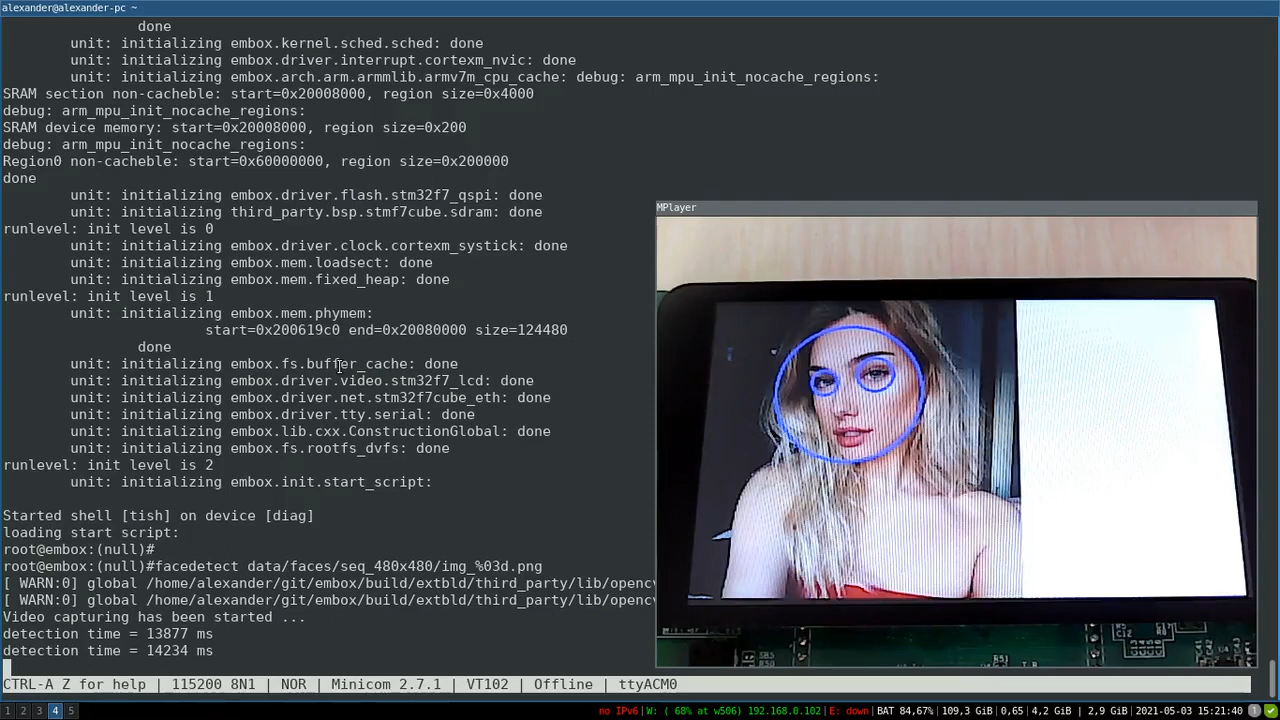 alexander@alexander-pc ~
done
unit: initializing embox.kernel.sched.sched: done
unit: initializing embox.driver.interrupt.cortexm_nvic: done
unit: initializing embox.arch.arm.armmlib.armv7m_cpu_cache: debug: arm_mpu_init_nocache_regions:
SRAM section non-cacheble: start=0x20008000, region size=0x4000
debug: arm_mpu_init_nocache_regions:
SRAM device memory: start=0x20008000, region size=0x200
debug: arm_mpu_init_nocache_regions:
Region0 non-cacheble: start=0x60000000, region size=0x200000
done
unit: initializing embox.driver.flash.stm32f7_qspi: done
unit: initializing third_party.bsp.stmf7cube.sdram: done
runlevel: init level is 0
unit: initializing embox.driver.clock.cortexm_systick: done
unit: initializing embox.mem.loadsect: done
unit: initializing embox.mem.fixed_heap: done
runlevel: init level is 1
unit: initializing embox.mem.phymem:
start=0x200619c0 end=0x20080000 size=124480
done
unit: initializing embox.fs.buffer_cache: done
unit: initializing embox.driver.video.stm32f7_lcd: done
unit: initializing embox.driver.net.stm32f7cube_eth: done
unit: initializing embox.driver.tty.serial: done
unit: initializing embox.lib.cxx.ConstructionGlobal: done
unit: initializing embox.fs.rootfs_dvfs: done
runlevel: init level is 2
unit: initializing embox.init.start_script:
Started shell [tish] on device [diag]
loading start script:
root@embox:(null)#
root@embox:(null)#facedetect data/faces/seq_480x480/img_%03d.png
[ WARN:0] global /home/alexander/git/embox/build/extbld/third_party/lib/opencv
[ WARN:0] global /home/alexander/git/embox/build/extbld/third_party/lib/opencv
Video capturing has been started ...
detection time = 13877 ms
detection time = 14234 ms
MPlayer
CTRL-A Z for help | 115200 8N1 | NOR | Minicom 2.7.1 | VT102 | Offline | ttyACM0
1 2 3 4 5 no IPv6|W: ( 68% at w506) 192.168.0.102|E: down|BAT 84,67%|109,3 GiB|0,65|4,2 GiB | 2,9 GiB|2021-05-03 15:21:40